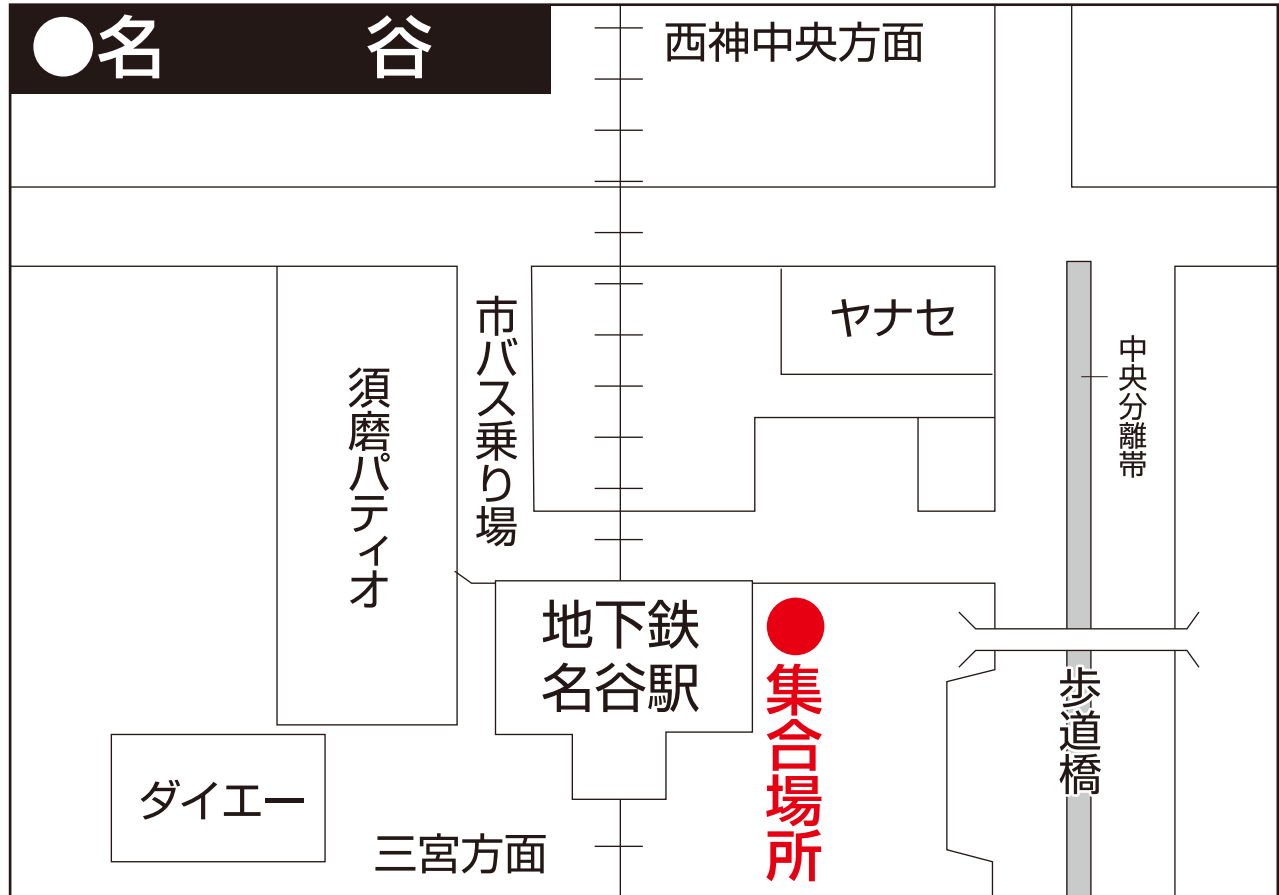 ●名 谷
西神中央方面
ヤナセ
市バス乗り場
須磨パティオ
中央分離帯
地下鉄
名谷駅
●集合場所
歩道橋
ダイエー
三宮方面